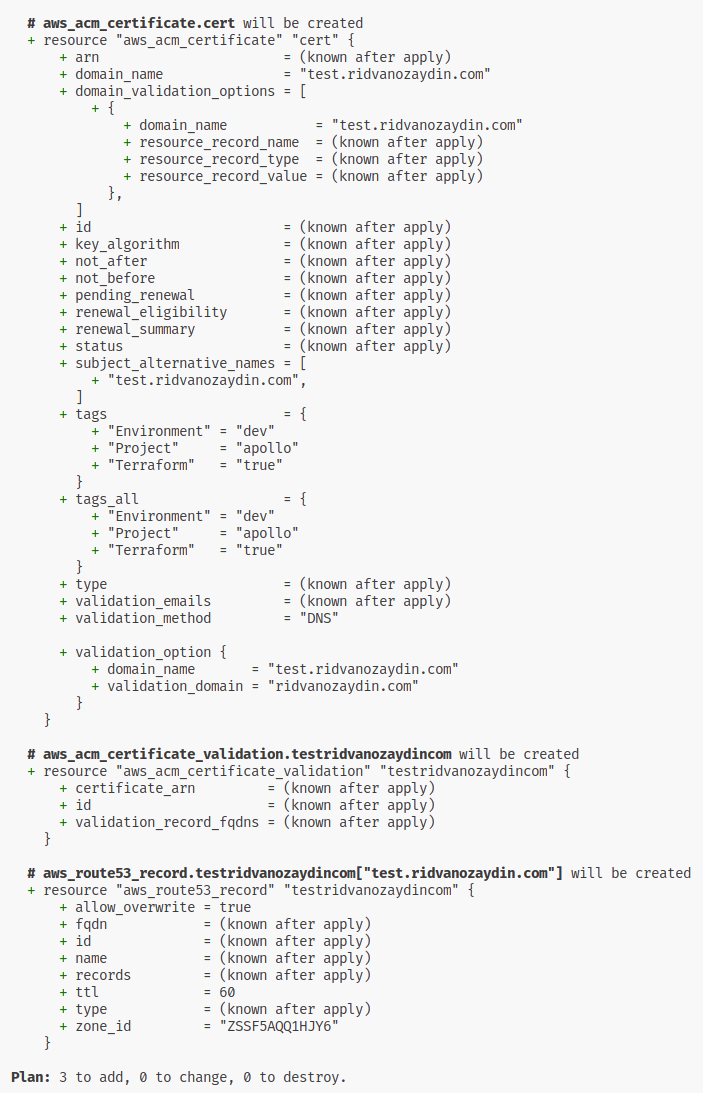 # aws_acm_certificate.cert will be created
+ resource "aws_acm_certificate" "cert" {
+ arn = (known after apply)
+ domain_name = "test.ridvanozaydin.com"
+ domain_validation_options = [
+ {
+ domain_name = "test.ridvanozaydin.com"
+ resource_record_name = (known after apply)
+ resource_record_type = (known after apply)
+ resource_record_value = (known after apply)
},
]
+ id = (known after apply)
+ key_algorithm = (known after apply)
+ not_after = (known after apply)
+ not_before = (known after apply)
+ pending_renewal = (known after apply)
+ renewal_eligibility = (known after apply)
+ renewal_summary = (known after apply)
+ status = (known after apply)
+ subject_alternative_names = [
+ "test.ridvanozaydin.com",
]
+ tags = {
+ "Environment" = "dev"
+ "Project" = "apollo"
+ "Terraform" = "true"
}
+ tags_all = {
+ "Environment" = "dev"
+ "Project" = "apollo"
+ "Terraform" = "true"
}
+ type = (known after apply)
+ validation_emails = (known after apply)
+ validation_method = "DNS"
+ validation_option {
+ domain_name = "test.ridvanozaydin.com"
+ validation_domain = "ridvanozaydin.com"
}
}
# aws_acm_certificate_validation.testridvanozaydincom will be created
+ resource "aws_acm_certificate_validation" "testridvanozaydincom" {
+ certificate_arn = (known after apply)
+ id = (known after apply)
+ validation_record_fqdns = (known after apply)
}
# aws_route53_record.testridvanozaydincom["test.ridvanozaydin.com"] will be created
+ resource "aws_route53_record" "testridvanozaydincom" {
+ allow_overwrite = true
+ fqdn = (known after apply)
+ id = (known after apply)
+ name = (known after apply)
+ records = (known after apply)
+ ttl = 60
+ type = (known after apply)
+ zone_id = "ZSSF5AQQ1HJY6"
}
Plan: 3 to add, 0 to change, 0 to destroy.